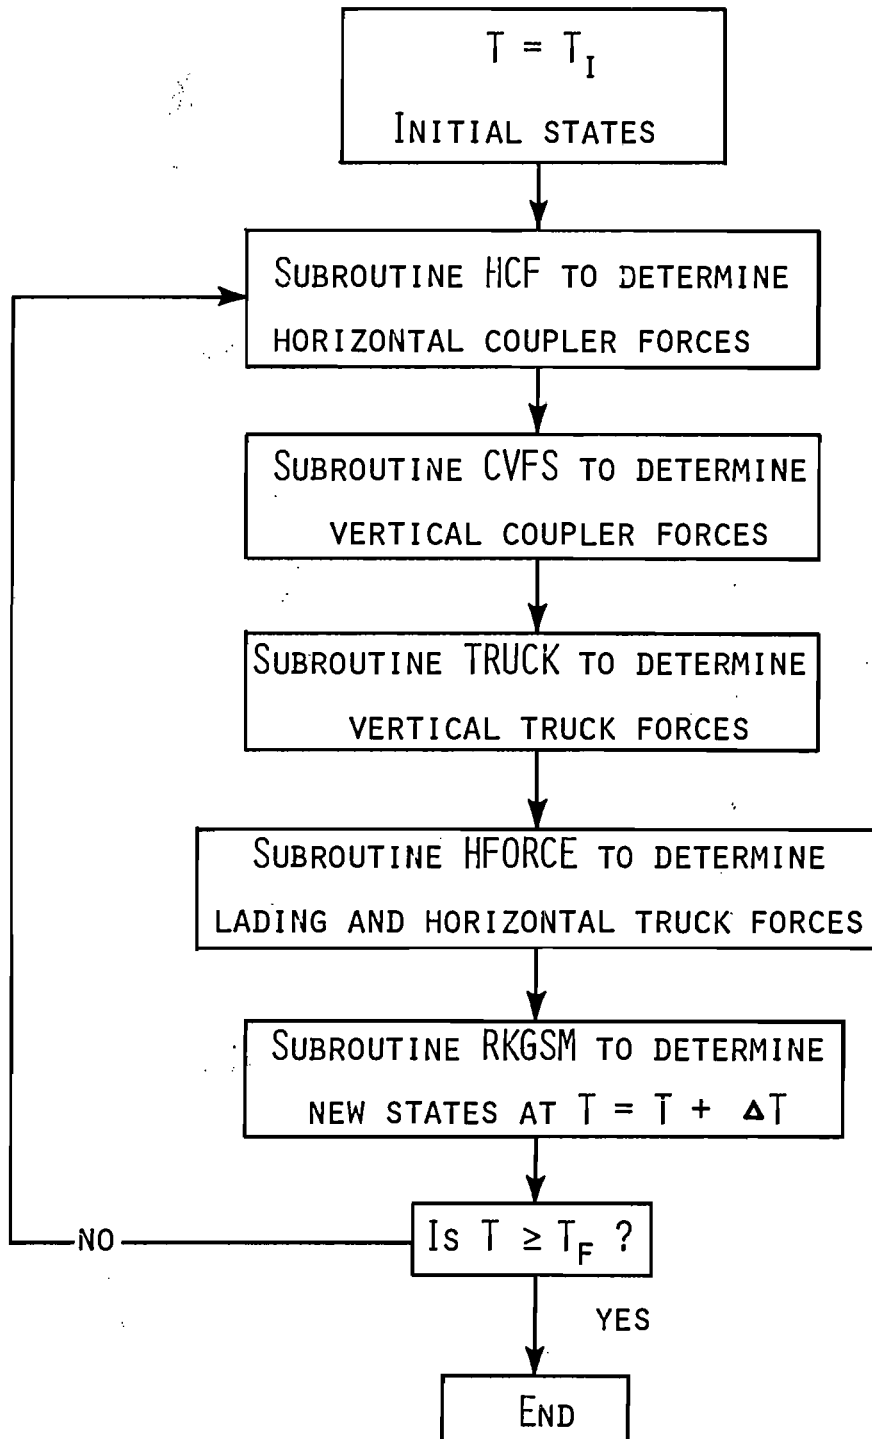 T = T_I
INITIAL STATES
SUBROUTINE HCF TO DETERMINE
HORIZONTAL COUPLER FORCES
SUBROUTINE CVFS TO DETERMINE
VERTICAL COUPLER FORCES
SUBROUTINE TRUCK TO DETERMINE
VERTICAL TRUCK FORCES
SUBROUTINE HFORCE TO DETERMINE
LADING AND HORIZONTAL TRUCK FORCES
SUBROUTINE RKGSM TO DETERMINE
NEW STATES AT T = T + ΔT
IS T ≥ T_F ?
NO
YES
END